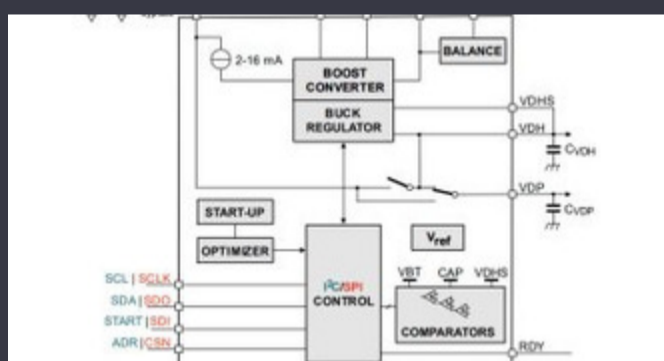 2-16 mA
BALANCE
BOOST
CONVERTER
BUCK
REGULATOR
VDHS
VDH
CVDH
VDP
CVDP
START-UP
OPTIMIZER
Vref
SCL | SCLK
SDA | SDO
START | SDI
ADR | CSN
I²C/SPI
CONTROL
VBT CAP VDHS
COMPARATORS
RDY